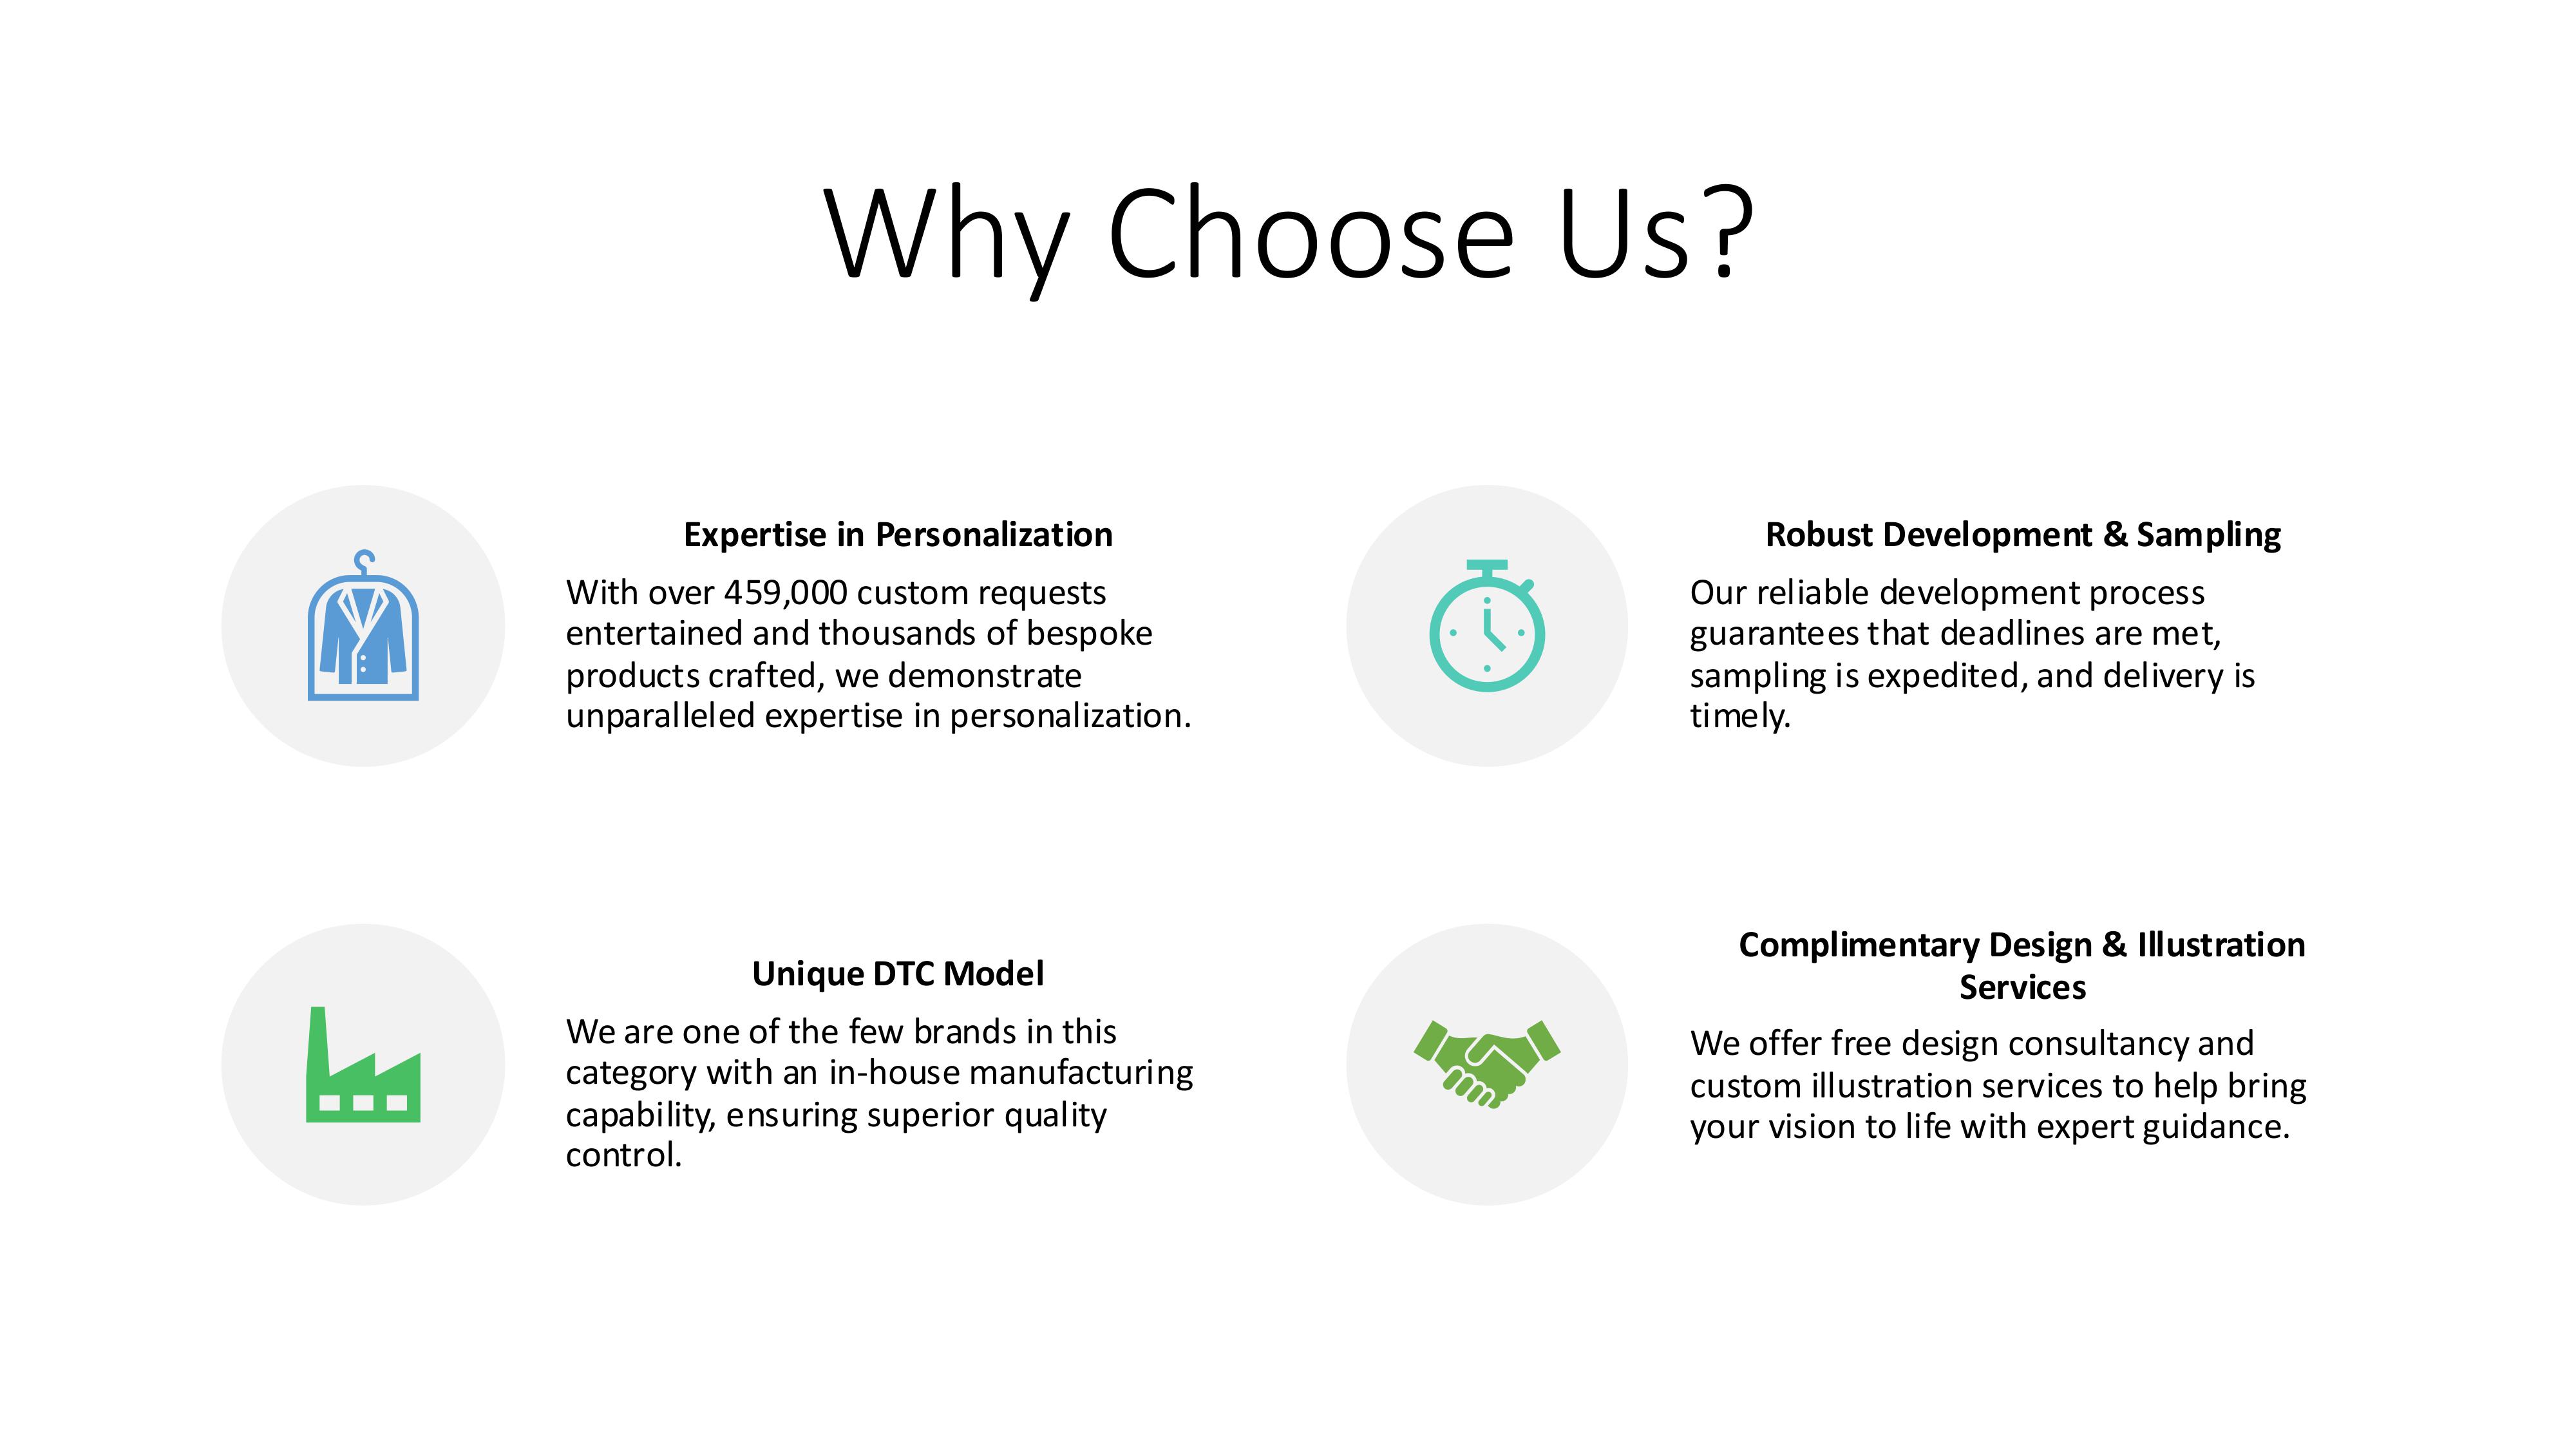 Why Choose Us?
Expertise in Personalization
With over 459,000 custom requests
entertained and thousands of bespoke
products crafted, we demonstrate
unparalleled expertise in personalization.
Robust Development & Sampling
Our reliable development process
guarantees that deadlines are met,
sampling is expedited, and delivery is
timely.
Unique DTC Model
We are one of the few brands in this
category with an in-house manufacturing
capability, ensuring superior quality
control.
Complimentary Design & Illustration
Services
We offer free design consultancy and
custom illustration services to help bring
your vision to life with expert guidance.